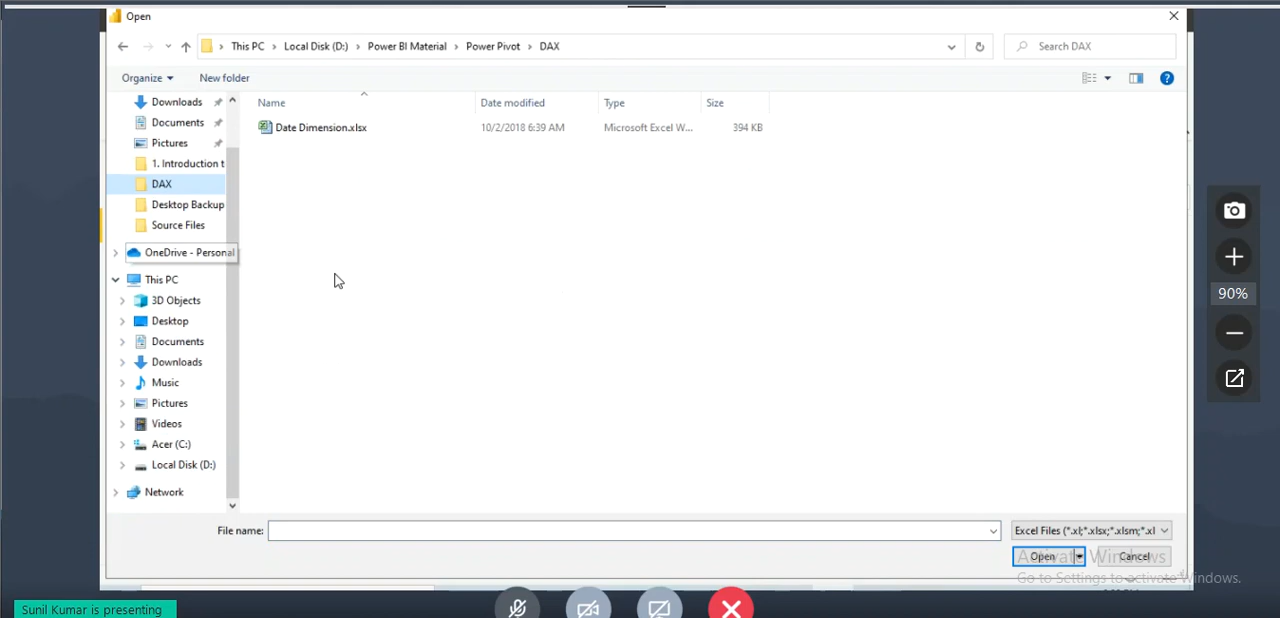 Open
This PC > Local Disk (D:) > Power BI Material > Power Pivot > DAX
Search DAX
Organize
New folder
Name
Date modified
Type
Size
Date Dimension.xlsx
10/2/2018 6:39 AM
Microsoft Excel W...
394 KB
Downloads
Documents
Pictures
1. Introduction t
DAX
Desktop Backup
Source Files
OneDrive - Personal
This PC
3D Objects
Desktop
Documents
Downloads
Music
Pictures
Videos
Acer (C:)
Local Disk (D:)
Network
90%
File name:
Excel Files (*.xl;*.xlsx;*.xlsm;*.xl
Open
Cancel
Activate Windows
Go to Settings to activate Windows.
Sunil Kumar is presenting